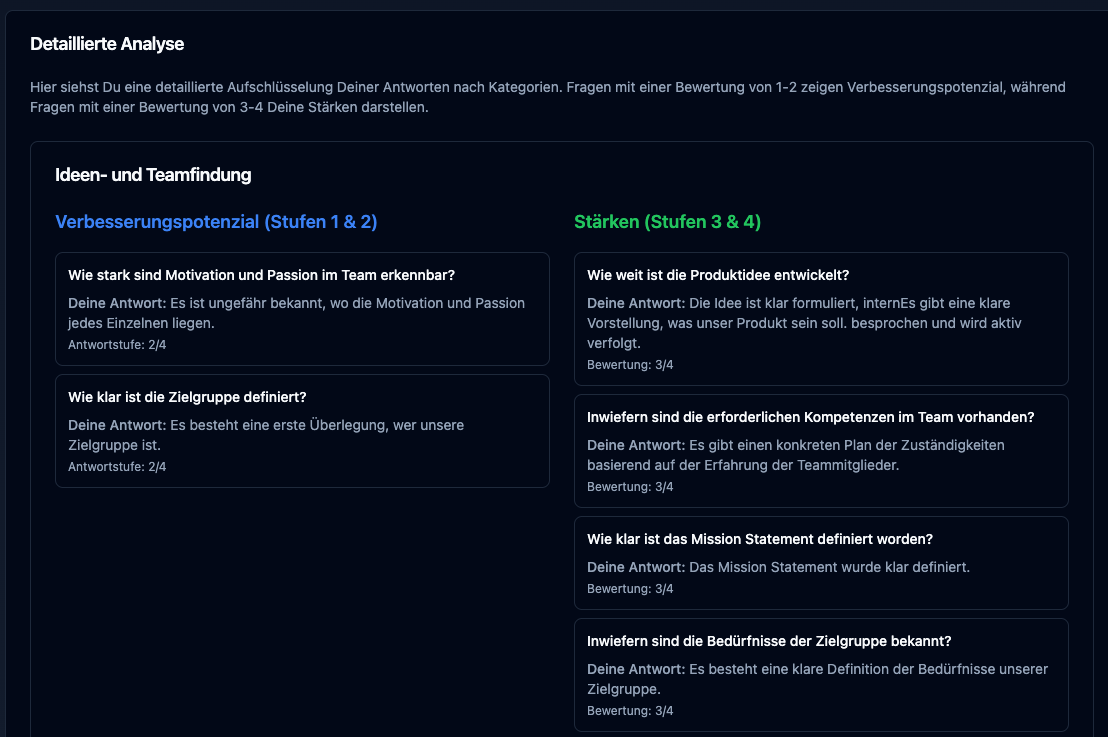 Detaillierte Analyse
Hier siehst Du eine detaillierte Aufschlüsselung Deiner Antworten nach Kategorien. Fragen mit einer Bewertung von 1-2 zeigen Verbesserungspotenzial, während
Fragen mit einer Bewertung von 3-4 Deine Stärken darstellen.
Ideen- und Teamfindung
Verbesserungspotenzial (Stufen 1 & 2)
Wie stark sind Motivation und Passion im Team erkennbar?
Deine Antwort: Es ist ungefähr bekannt, wo die Motivation und Passion
jedes Einzelnen liegen.
Antwortstufe: 2/4
Wie klar ist die Zielgruppe definiert?
Deine Antwort: Es besteht eine erste Überlegung, wer unsere
Zielgruppe ist.
Antwortstufe: 2/4
Stärken (Stufen 3 & 4)
Wie weit ist die Produktidee entwickelt?
Deine Antwort: Die Idee ist klar formuliert, internEs gibt eine klare
Vorstellung, was unser Produkt sein soll. besprochen und wird aktiv
verfolgt.
Bewertung: 3/4
Inwiefern sind die erforderlichen Kompetenzen im Team vorhanden?
Deine Antwort: Es gibt einen konkreten Plan der Zuständigkeiten
basierend auf der Erfahrung der Teammitglieder.
Bewertung: 3/4
Wie klar ist das Mission Statement definiert worden?
Deine Antwort: Das Mission Statement wurde klar definiert.
Bewertung: 3/4
Inwiefern sind die Bedürfnisse der Zielgruppe bekannt?
Deine Antwort: Es besteht eine klare Definition der Bedürfnisse unserer
Zielgruppe.
Bewertung: 3/4